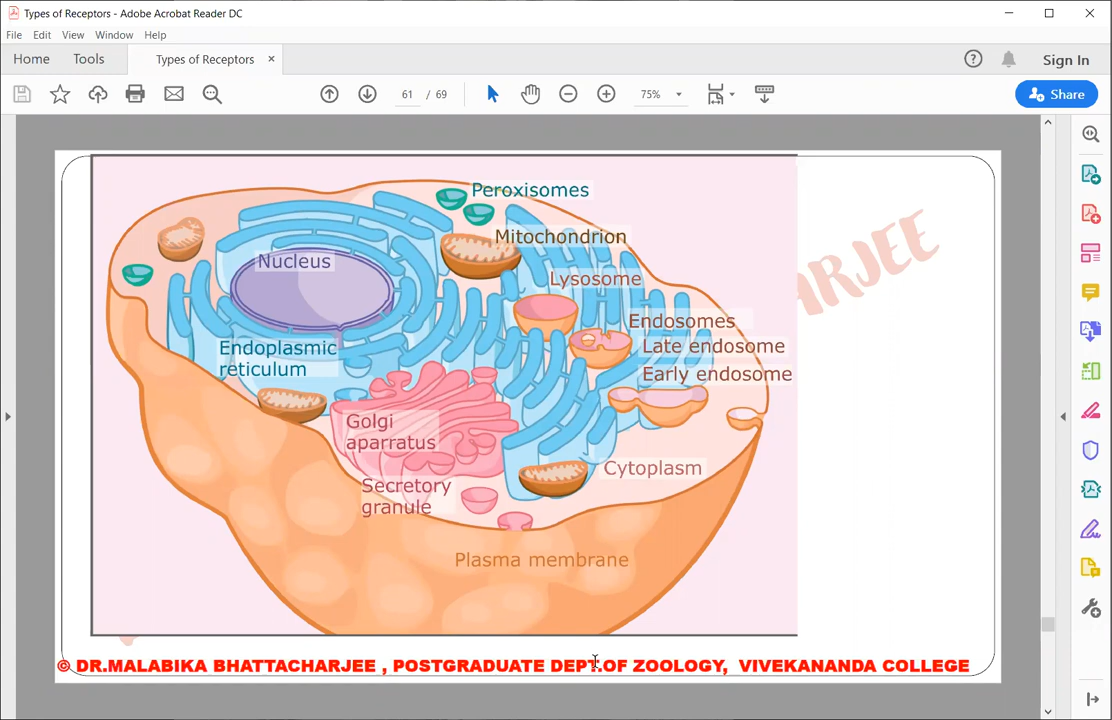 Types of Receptors - Adobe Acrobat Reader DC
File Edit View Window Help
Home Tools Types of Receptors × Sign In
61 / 69 75% Share
Peroxisomes
Mitochondrion
Nucleus
Lysosome
Endosomes
Late endosome
Early endosome
Endoplasmic
reticulum
Golgi
aparratus
Cytoplasm
Secretory
granule
Plasma membrane
© DR.MALABIKA BHATTACHARJEE , POSTGRADUATE DEPT.OF ZOOLOGY, VIVEKANANDA COLLEGE